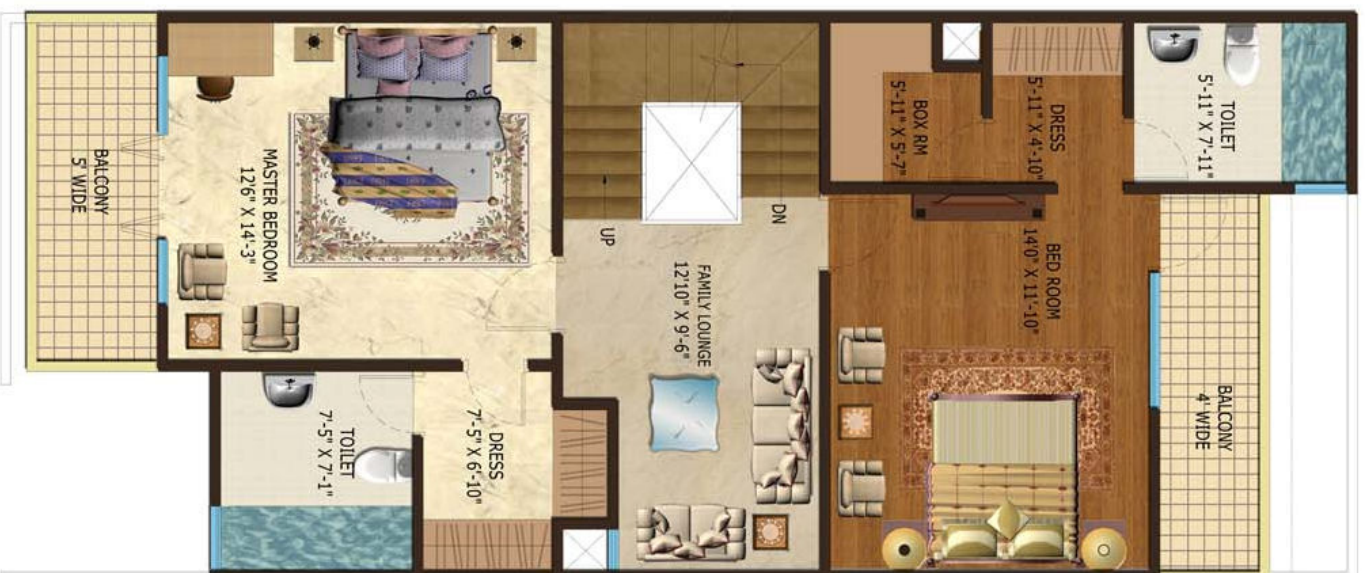 BALCONY
5' WIDE
MASTER BEDROOM
12'6" X 14'-3"
TOILET
7'-5" X 7'-1"
DRESS
7'-5" X 6'-10"
UP
DN
FAMILY LOUNGE
12'10" X 9'-6"
BOX RM
5'-11" X 5'-7"
DRESS
5'-11" X 4'-10"
TOILET
5'-11" X 7'-11"
BED ROOM
14'0" X 11'-10"
BALCONY
4' WIDE